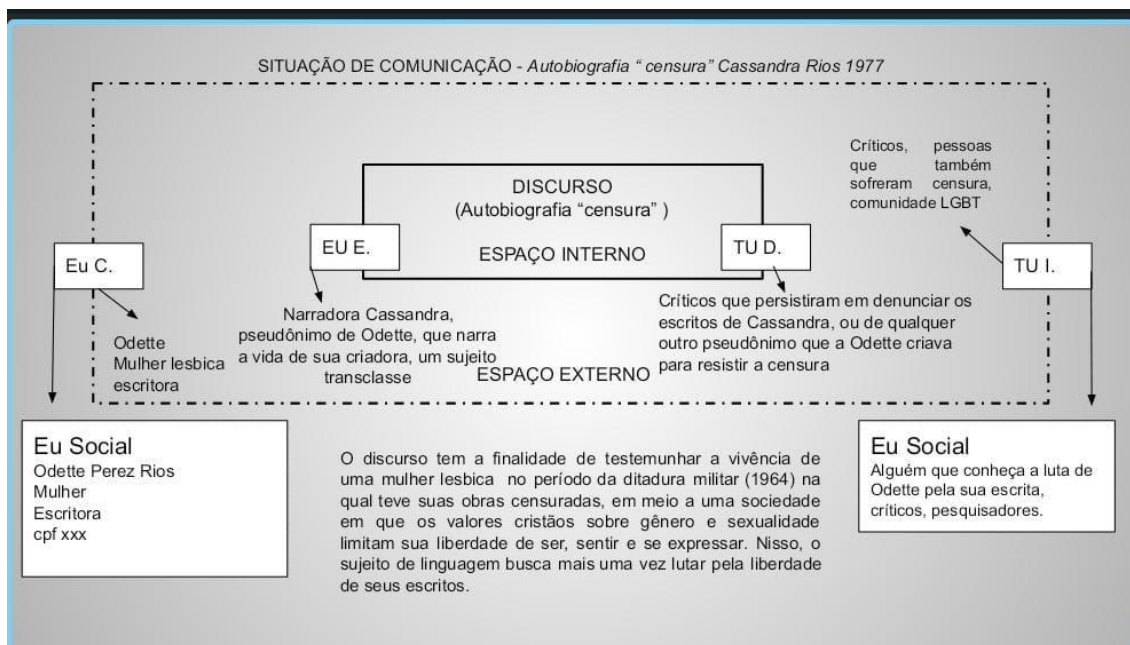 SITUAÇÃO DE COMUNICAÇÃO - Autobiografia “ censura” Cassandra Rios 1977
Críticos, pessoas
que também
sofreram censura,
comunidade LGBT
DISCURSO
(Autobiografia “censura” )
ESPAÇO INTERNO
Eu C.
EU E.
TU D.
TU I.
Odette
Mulher lesbica
escritora
Narradora Cassandra,
pseudônimo de Odette, que narra
a vida de sua criadora, um sujeito
transclasse
Críticos que persistiram em denunciar os
escritos de Cassandra, ou de qualquer
outro pseudônimo que a Odette criava
para resistir a censura
ESPAÇO EXTERNO
Eu Social
Odette Perez Rios
Mulher
Escritora
cpf xxx
O discurso tem a finalidade de testemunhar a vivência de
uma mulher lesbica no período da ditadura militar (1964) na
qual teve suas obras censuradas, em meio a uma sociedade
em que os valores cristãos sobre gênero e sexualidade
limitam sua liberdade de ser, sentir e se expressar. Nisso, o
sujeito de linguagem busca mais uma vez lutar pela liberdade
de seus escritos.
Eu Social
Alguém que conheça a luta de
Odette pela sua escrita,
críticos, pesquisadores.